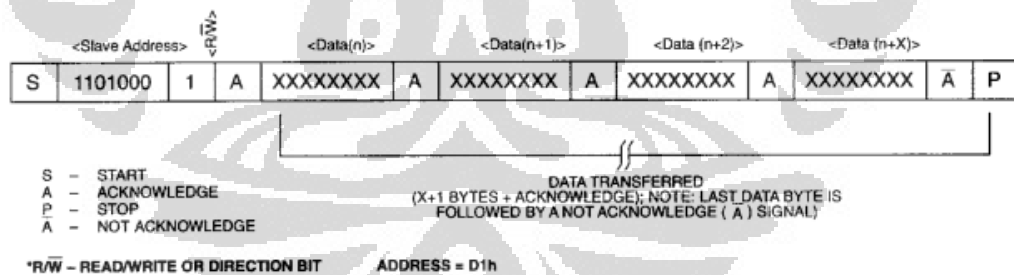 <Slave Address> <R/W̅> <Data(n)> <Data(n+1)> <Data (n+2)> <Data (n+X)>
S 1101000 1 A XXXXXXXX A XXXXXXXX A XXXXXXXX A XXXXXXXX A̅ P
S – START
A – ACKNOWLEDGE
P – STOP
A̅ – NOT ACKNOWLEDGE
DATA TRANSFERRED
(X+1 BYTES + ACKNOWLEDGE); NOTE: LAST DATA BYTE IS
FOLLOWED BY A NOT ACKNOWLEDGE ( A̅ ) SIGNAL)
*R/W̅ – READ/WRITE OR DIRECTION BIT ADDRESS = D1h